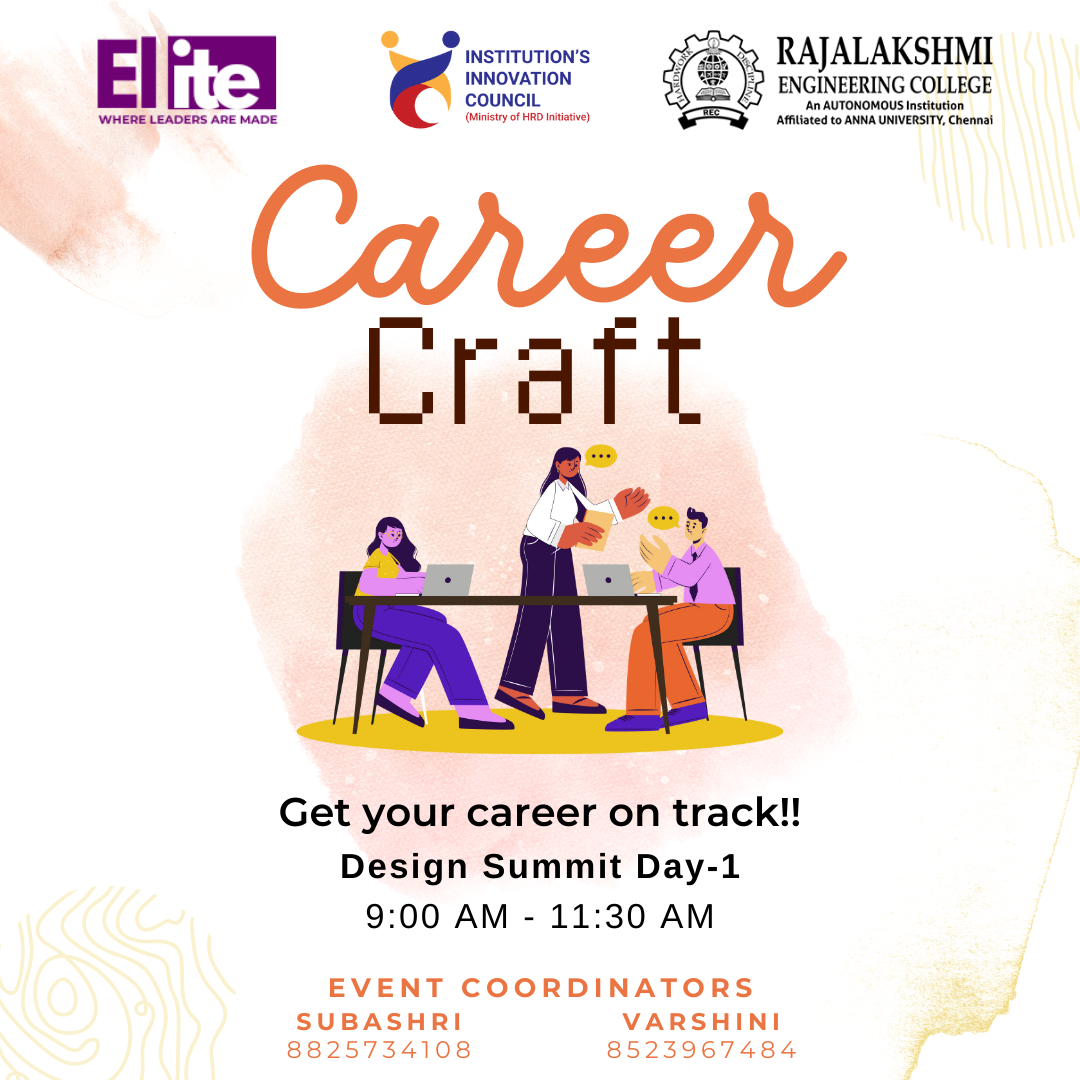 Elite
WHERE LEADERS ARE MADE
INSTITUTION'S
INNOVATION
COUNCIL
(Ministry of HRD Initiative)
HARDWORK DISCIPLINE
REC
RAJALAKSHMI
ENGINEERING COLLEGE
An AUTONOMOUS Institution
Affiliated to ANNA UNIVERSITY, Chennai
Career
Craft
Get your career on track!!
Design Summit Day-1
9:00 AM - 11:30 AM
EVENT COORDINATORS
SUBASHRI VARSHINI
8825734108 8523967484